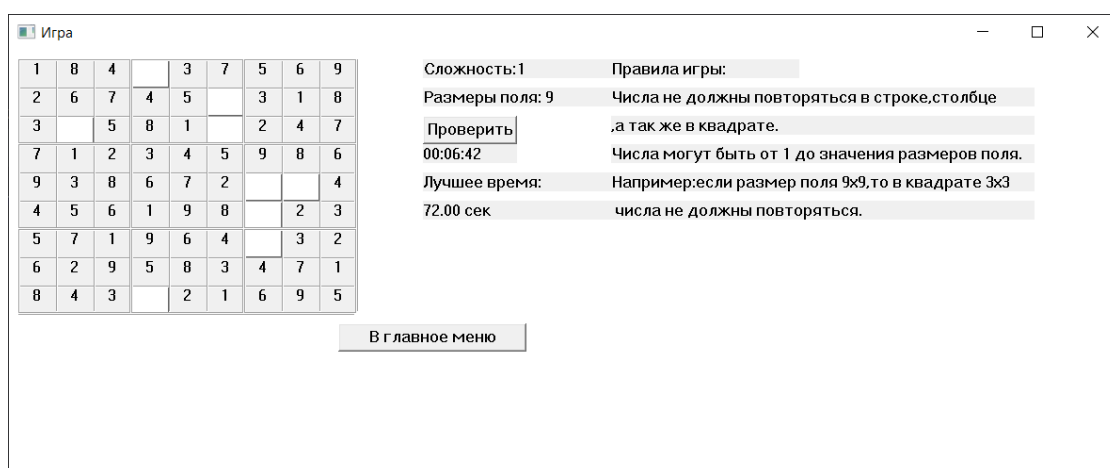 Игра
1 8 4 3 7 5 6 9
2 6 7 4 5 3 1 8
3 5 8 1 2 4 7
7 1 2 3 4 5 9 8 6
9 3 8 6 7 2 4
4 5 6 1 9 8 2 3
5 7 1 9 6 4 3 2
6 2 9 5 8 3 4 7 1
8 4 3 2 1 6 9 5
Сложность:1
Размеры поля: 9
Проверить
00:06:42
Лучшее время:
72.00 сек
Правила игры:
Числа не должны повторяться в строке,столбце
,а так же в квадрате.
Числа могут быть от 1 до значения размеров поля.
Например:если размер поля 9x9,то в квадрате 3x3
числа не должны повторяться.
В главное меню